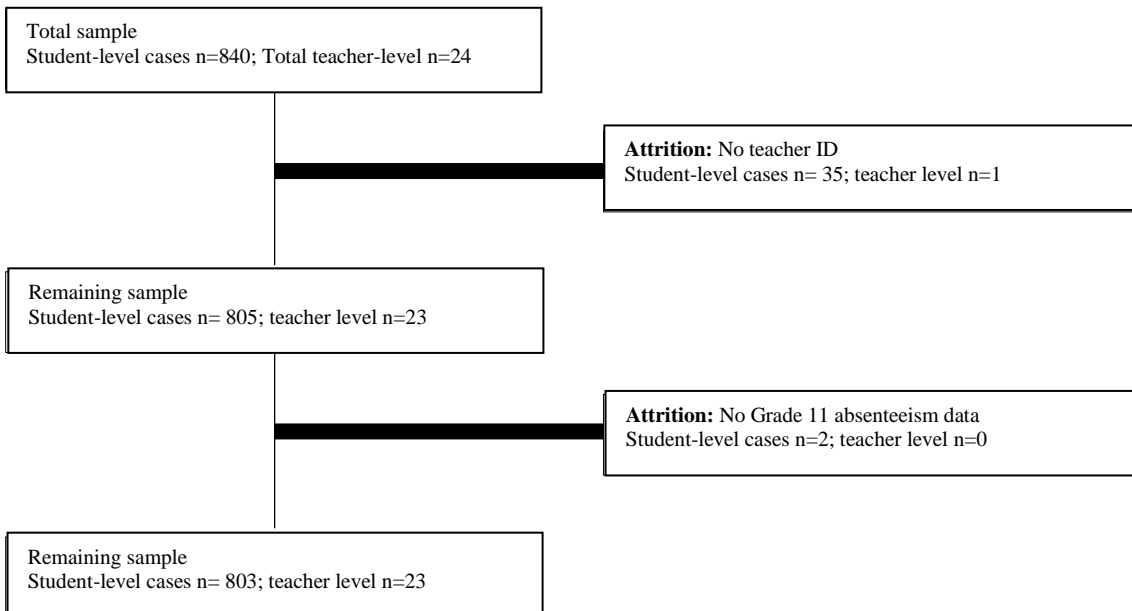 Total sample
Student-level cases n=840; Total teacher-level n=24
Attrition: No teacher ID
Student-level cases n= 35; teacher level n=1
Remaining sample
Student-level cases n= 805; teacher level n=23
Attrition: No Grade 11 absenteeism data
Student-level cases n=2; teacher level n=0
Remaining sample
Student-level cases n= 803; teacher level n=23